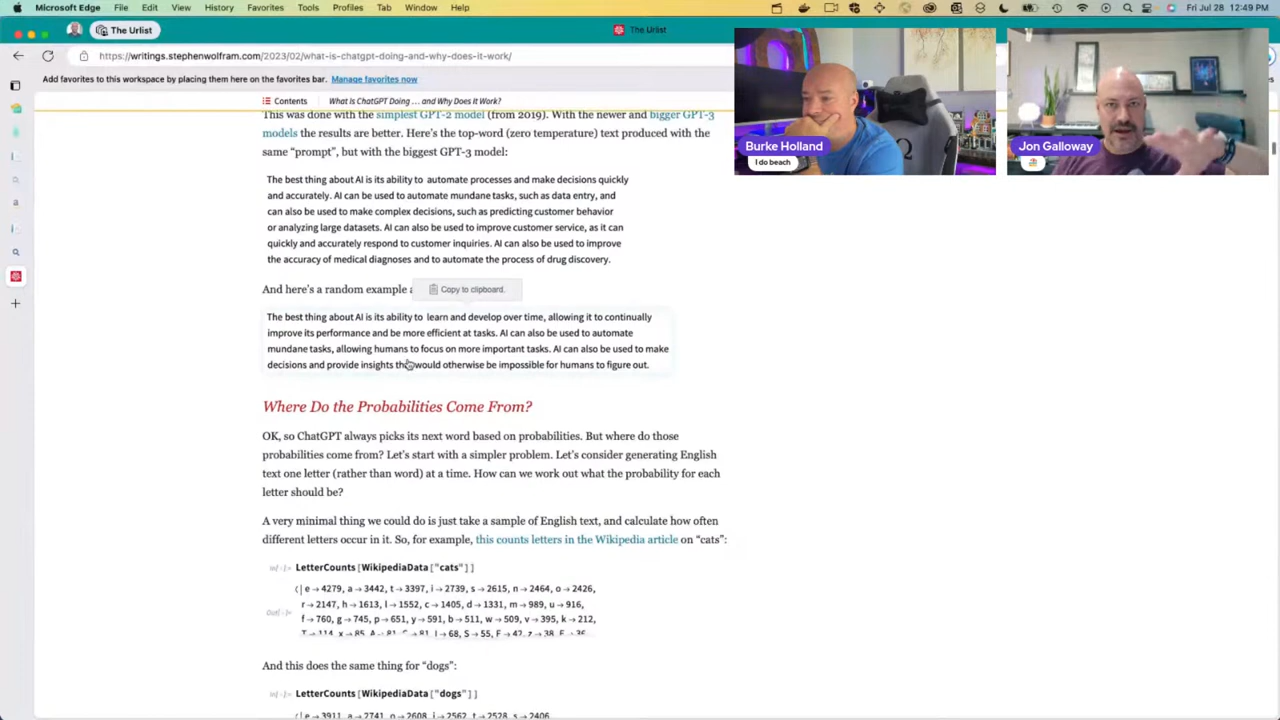 Microsoft Edge File Edit View History Favorites Tools Profiles Tab Window Help Fri Jul 28 12:49 PM
The Urlist The Urlist
https://writings.stephenwolfram.com/2023/02/what-is-chatgpt-doing-and-why-does-it-work/
Add favorites to this workspace by placing them here on the favorites bar. Manage favorites now
Contents What Is ChatGPT Doing … and Why Does It Work?
This was done with the simplest GPT-2 model (from 2019). With the newer and bigger GPT-3
models the results are better. Here's the top-word (zero temperature) text produced with the
same “prompt”, but with the biggest GPT-3 model:
The best thing about AI is its ability to automate processes and make decisions quickly
and accurately. AI can be used to automate mundane tasks, such as data entry, and
can also be used to make complex decisions, such as predicting customer behavior
or analyzing large datasets. AI can also be used to improve customer service, as it can
quickly and accurately respond to customer inquiries. AI can also be used to improve
the accuracy of medical diagnoses and to automate the process of drug discovery.
And here's a random example
Copy to clipboard.
The best thing about AI is its ability to learn and develop over time, allowing it to continually
improve its performance and be more efficient at tasks. AI can also be used to automate
mundane tasks, allowing humans to focus on more important tasks. AI can also be used to make
decisions and provide insights would otherwise be impossible for humans to figure out.
Where Do the Probabilities Come From?
OK, so ChatGPT always picks its next word based on probabilities. But where do those
probabilities come from? Let's start with a simpler problem. Let's consider generating English
text one letter (rather than word) at a time. How can we work out what the probability for each
letter should be?
A very minimal thing we could do is just take a sample of English text, and calculate how often
different letters occur in it. So, for example, this counts letters in the Wikipedia article on “cats”:
LetterCounts[WikipediaData["cats"]]
⟨| e → 4279, a → 3442, t → 3397, i → 2739, s → 2615, n → 2464, o → 2426,
Out[•]= r → 2147, h → 1613, l → 1552, c → 1405, d → 1331, m → 989, u → 916,
f → 760, g → 745, p → 651, y → 591, b → 511, w → 509, v → 395, k → 212,
T → 114, x → 85, A → 81, C → 81, I → 68, S → 55, F → 42, z → 38, F → 36,
And this does the same thing for “dogs”:
LetterCounts[WikipediaData["dogs"]]
e → 3911, a → 2741, o → 2608, i → 2562, t → 2528, s → 2406,
Burke Holland
I do beach
Jon Galloway